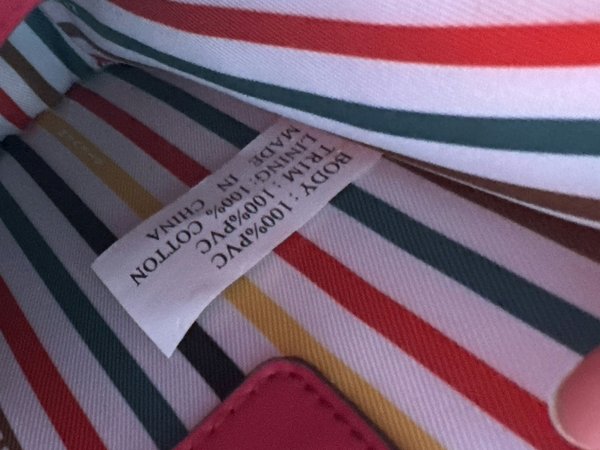 BODY : 100%PVC
TRIM : 100%PVC
LINING: 100% COTTON
MADE IN CHINA